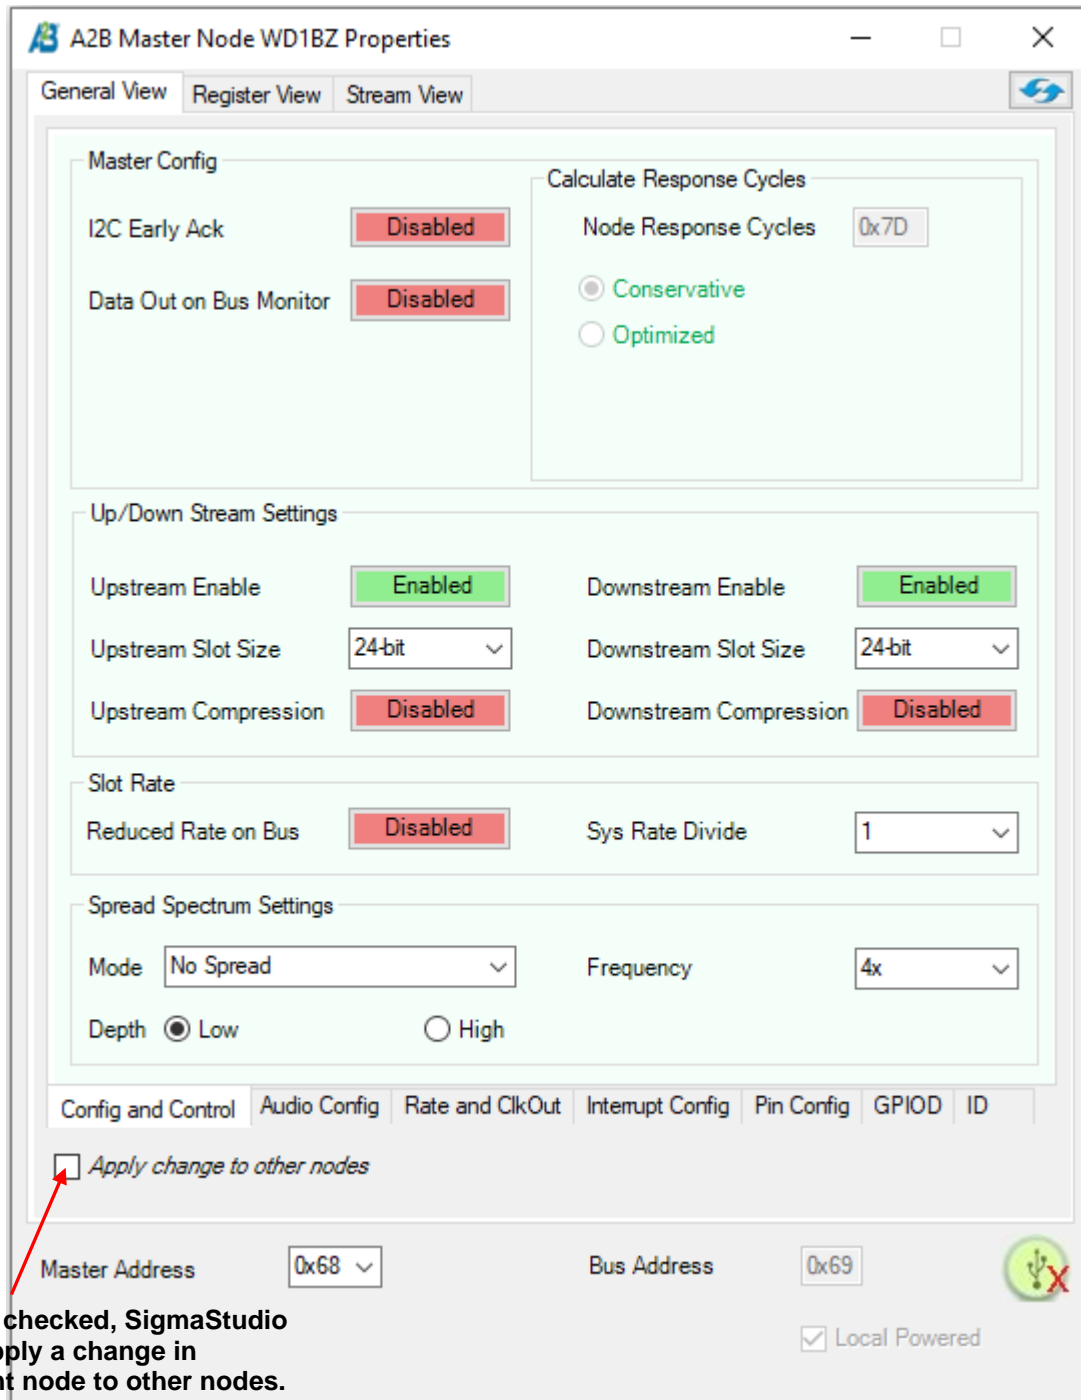 A2B Master Node WD1BZ Properties
General View Register View Stream View
Master Config
I2C Early Ack Disabled
Data Out on Bus Monitor Disabled
Calculate Response Cycles
Node Response Cycles 0x7D
Conservative
Optimized
Up/Down Stream Settings
Upstream Enable Enabled Downstream Enable Enabled
Upstream Slot Size 24-bit Downstream Slot Size 24-bit
Upstream Compression Disabled Downstream Compression Disabled
Slot Rate
Reduced Rate on Bus Disabled Sys Rate Divide 1
Spread Spectrum Settings
Mode No Spread Frequency 4x
Depth Low High
Config and Control Audio Config Rate and ClkOut Interrupt Config Pin Config GPIOD ID
Apply change to other nodes
Master Address 0x68 Bus Address 0x69
Local Powered
checked, SigmaStudio
a change in
node to other nodes.